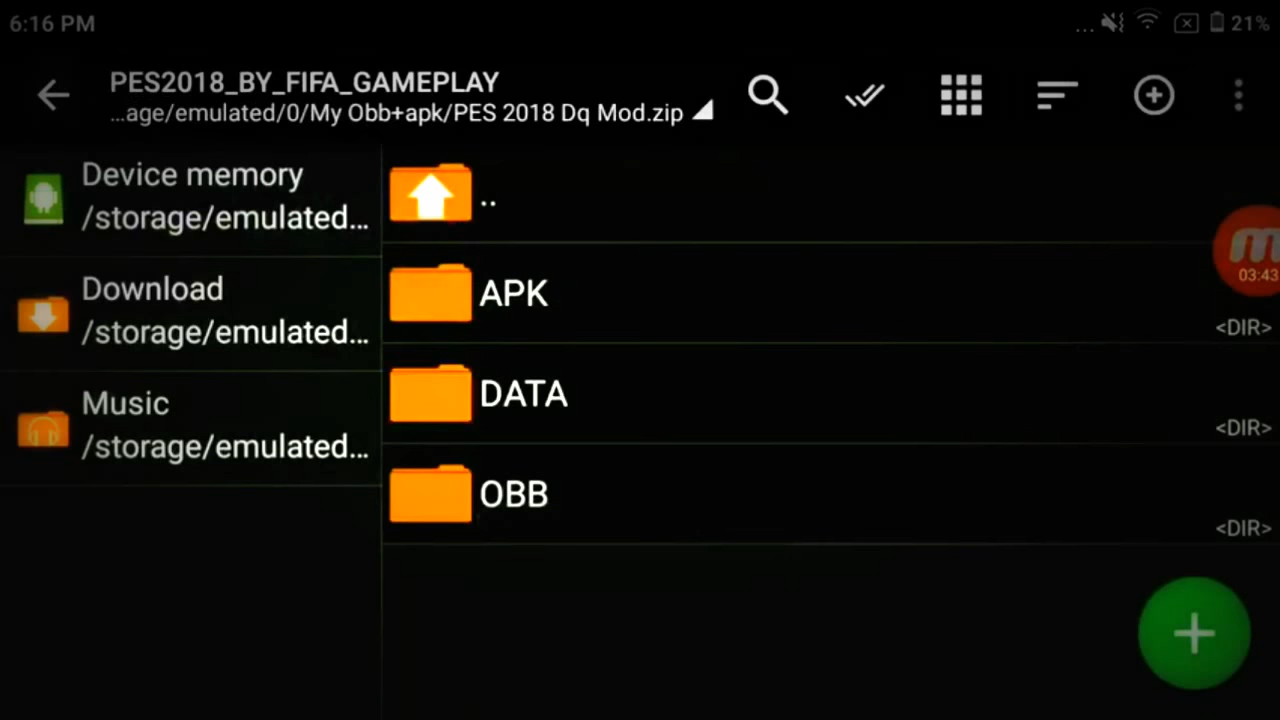 6:16 PM
... 21%
PES2018_BY_FIFA_GAMEPLAY
...age/emulated/0/My Obb+apk/PES 2018 Dq Mod.zip
Device memory
/storage/emulated...
Download
/storage/emulated...
Music
/storage/emulated...
..
APK
<DIR>
DATA
<DIR>
OBB
<DIR>
m
03:43